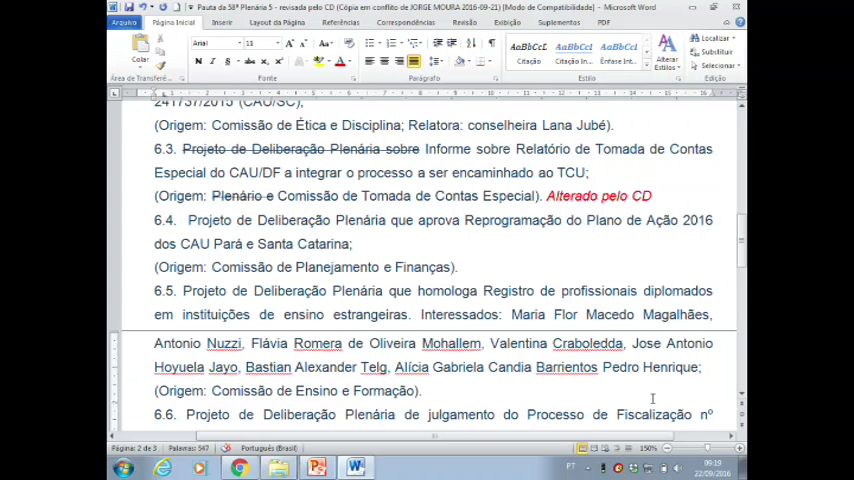 Pauta da 58ª Plenária 5 - revisada pelo CD (Cópia em conflito de JORGE MOURA 2016-09-21) [Modo de Compatibilidade] - Microsoft Word
Arquivo Página Inicial Inserir Layout da Página Referências Correspondências Revisão Exibição Suplementos PDF
Colar
Área de Transferê...
Arial 11
N I S
Fonte
Parágrafo
AaBbCcL AaBbCcL AaBbCcL
Citação Citação In... Ênfase Int...
Alterar Estilos
Estilo
Localizar
Substituir
Selecionar
Edição
241737/2015 (CAU/SC);
(Origem: Comissão de Ética e Disciplina; Relatora: conselheira Lana Jubé).
6.3. Projeto de Deliberação Plenária sobre Informe sobre Relatório de Tomada de Contas
Especial do CAU/DF a integrar o processo a ser encaminhado ao TCU;
(Origem: Plenário e Comissão de Tomada de Contas Especial). Alterado pelo CD
6.4. Projeto de Deliberação Plenária que aprova Reprogramação do Plano de Ação 2016
dos CAU Pará e Santa Catarina;
(Origem: Comissão de Planejamento e Finanças).
6.5. Projeto de Deliberação Plenária que homologa Registro de profissionais diplomados
em instituições de ensino estrangeiras. Interessados: Maria Flor Macedo Magalhães,
Antonio Nuzzi, Flávia Romera de Oliveira Mohallem, Valentina Craboledda, Jose Antonio
Hoyuela Jayo, Bastian Alexander Telg, Alícia Gabriela Candia Barrientos Pedro Henrique;
(Origem: Comissão de Ensino e Formação).
6.6. Projeto de Deliberação Plenária de julgamento do Processo de Fiscalização nº
Página: 2 de 3 Palavras: 547 Português (Brasil) 150%
PT 09:19
22/09/2016